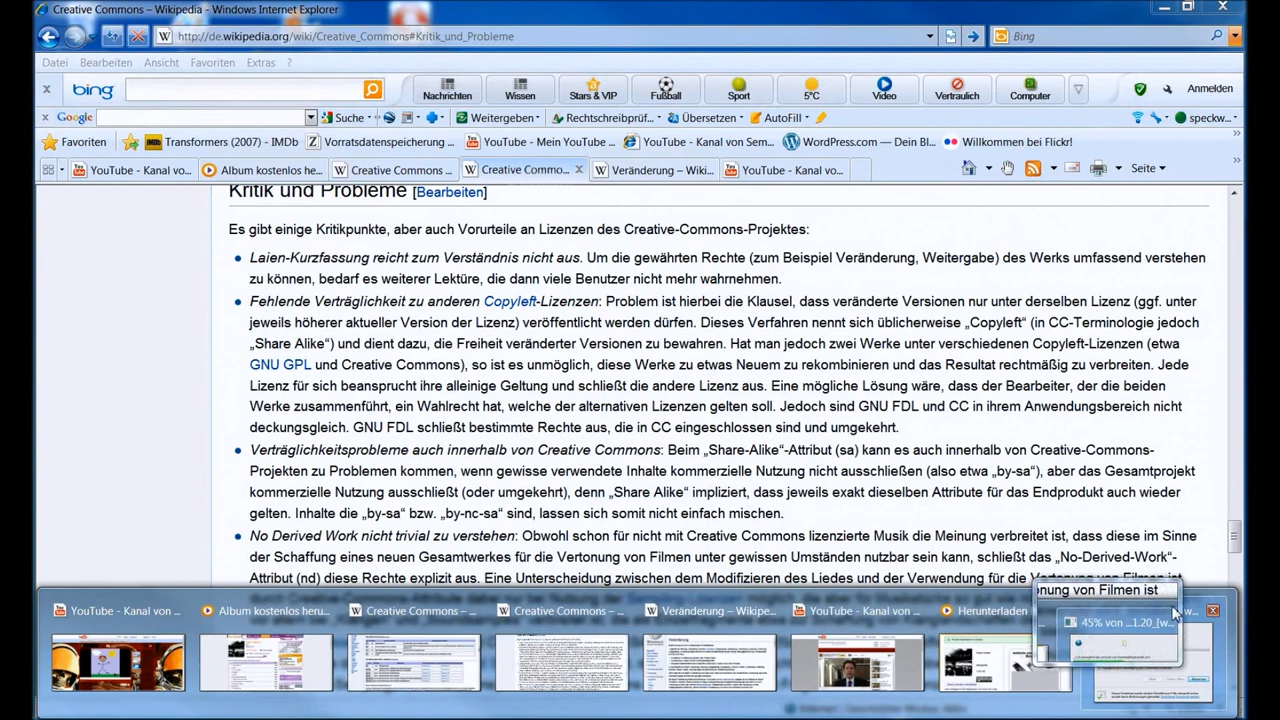 Creative Commons – Wikipedia - Windows Internet Explorer
http://de.wikipedia.org/wiki/Creative_Commons#Kritik_und_Probleme
Bing
Datei Bearbeiten Ansicht Favoriten Extras ?
bing Nachrichten Wissen Stars & VIP Fußball Sport 5°C Video Vertraulich Computer Anmelden
Google Suche Weitergeben Rechtschreibprüf... Übersetzen AutoFill speckw...
Favoriten Transformers (2007) - IMDb Vorratsdatenspeicherung ... YouTube - Mein YouTube ... YouTube - Kanal von Sem... WordPress.com — Dein Bl... Willkommen bei Flickr!
YouTube - Kanal vo... Album kostenlos he... Creative Commons ... Creative Commo... Veränderung – Wiki... YouTube - Kanal vo... Seite
Kritik und Probleme [Bearbeiten]
Es gibt einige Kritikpunkte, aber auch Vorurteile an Lizenzen des Creative-Commons-Projektes:
Laien-Kurzfassung reicht zum Verständnis nicht aus. Um die gewährten Rechte (zum Beispiel Veränderung, Weitergabe) des Werks umfassend verstehen
zu können, bedarf es weiterer Lektüre, die dann viele Benutzer nicht mehr wahrnehmen.
Fehlende Verträglichkeit zu anderen Copyleft-Lizenzen: Problem ist hierbei die Klausel, dass veränderte Versionen nur unter derselben Lizenz (ggf. unter
jeweils höherer aktueller Version der Lizenz) veröffentlicht werden dürfen. Dieses Verfahren nennt sich üblicherweise „Copyleft“ (in CC-Terminologie jedoch
„Share Alike“) und dient dazu, die Freiheit veränderter Versionen zu bewahren. Hat man jedoch zwei Werke unter verschiedenen Copyleft-Lizenzen (etwa
GNU GPL und Creative Commons), so ist es unmöglich, diese Werke zu etwas Neuem zu rekombinieren und das Resultat rechtmäßig zu verbreiten. Jede
Lizenz für sich beansprucht ihre alleinige Geltung und schließt die andere Lizenz aus. Eine mögliche Lösung wäre, dass der Bearbeiter, der die beiden
Werke zusammenführt, ein Wahlrecht hat, welche der alternativen Lizenzen gelten soll. Jedoch sind GNU FDL und CC in ihrem Anwendungsbereich nicht
deckungsgleich. GNU FDL schließt bestimmte Rechte aus, die in CC eingeschlossen sind und umgekehrt.
Verträglichkeitsprobleme auch innerhalb von Creative Commons: Beim „Share-Alike“-Attribut (sa) kann es auch innerhalb von Creative-Commons-
Projekten zu Problemen kommen, wenn gewisse verwendete Inhalte kommerzielle Nutzung nicht ausschließen (also etwa „by-sa“), aber das Gesamtprojekt
kommerzielle Nutzung ausschließt (oder umgekehrt), denn „Share Alike“ impliziert, dass jeweils exakt dieselben Attribute für das Endprodukt auch wieder
gelten. Inhalte die „by-sa“ bzw. „by-nc-sa“ sind, lassen sich somit nicht einfach mischen.
No Derived Work nicht trivial zu verstehen: Obwohl schon für nicht mit Creative Commons lizenzierte Musik die Meinung verbreitet ist, dass diese im Sinne
der Schaffung eines neuen Gesamtwerkes für die Vertonung von Filmen unter gewissen Umständen nutzbar sein kann, schließt das „No-Derived-Work“-
Attribut (nd) diese Rechte explizit aus. Eine Unterscheidung zwischen dem Modifizieren des Liedes und der Verwendung für die Vertonung von Filmen ist
onung von Filmen ist
YouTube - Kanal von ... Album kostenlos heru... Creative Commons –... Creative Commons –... Veränderung – Wikipe... YouTube - Kanal vo... Herunterladen
45% von ...1.20_[w...